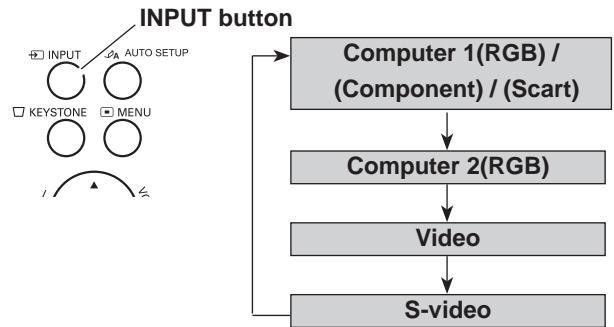 INPUT button
INPUT
AUTO SETUP
KEYSTONE
MENU
Computer 1(RGB) /
(Component) / (Scart)
Computer 2(RGB)
Video
S-video